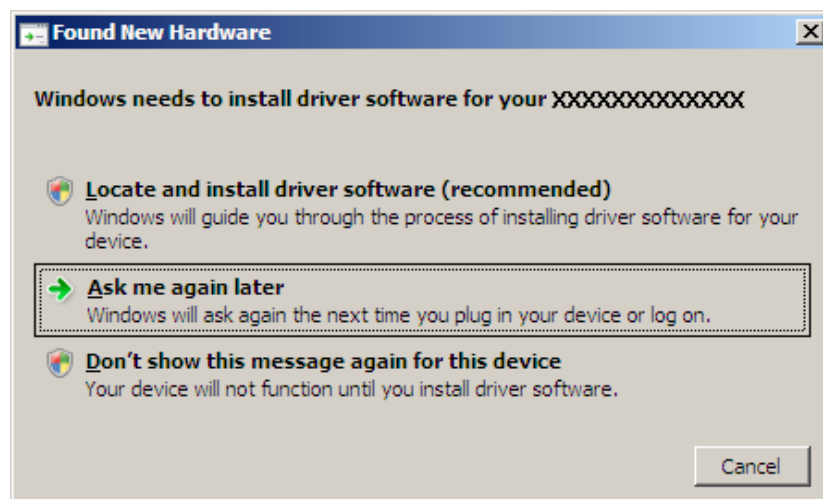 Found New Hardware
Windows needs to install driver software for your XXXXXXXXXXXXXX
Locate and install driver software (recommended)
Windows will guide you through the process of installing driver software for your
device.
Ask me again later
Windows will ask again the next time you plug in your device or log on.
Don't show this message again for this device
Your device will not function until you install driver software.
Cancel